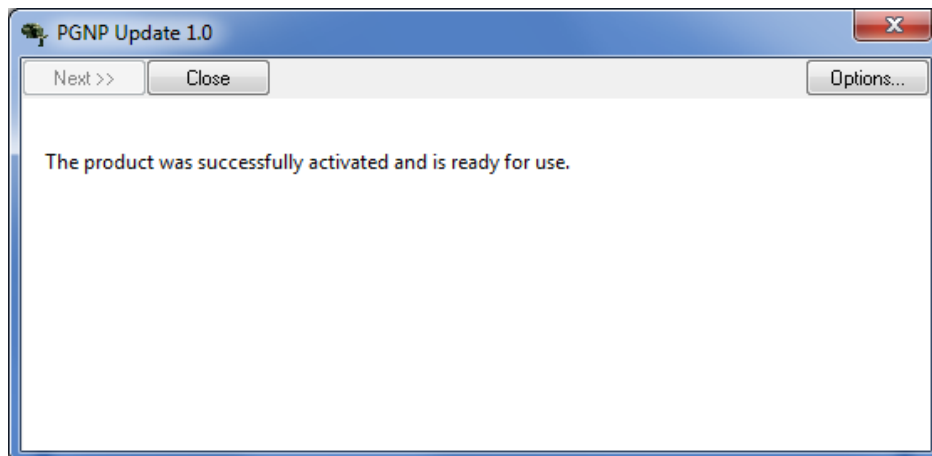 PGNP Update 1.0
Next >> Close Options...
The product was successfully activated and is ready for use.